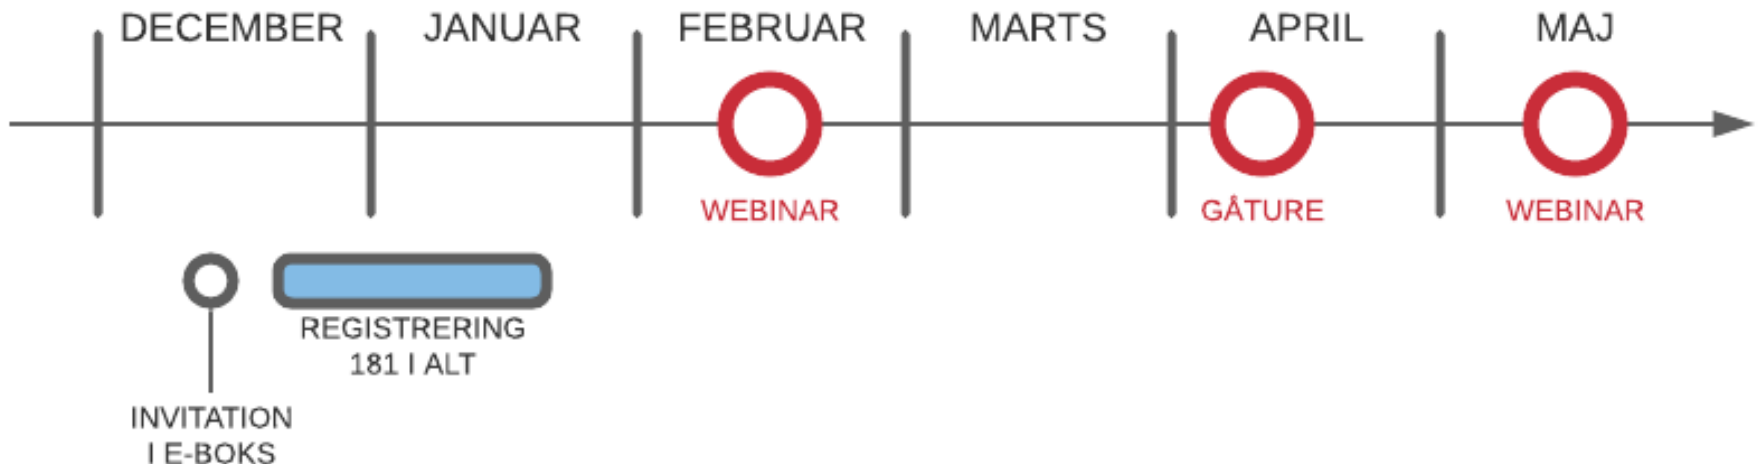 DECEMBER JANUAR FEBRUAR MARTS APRIL MAJ
WEBINAR GÅTURE WEBINAR
REGISTRERING
181 I ALT
INVITATION
I E-BOKS